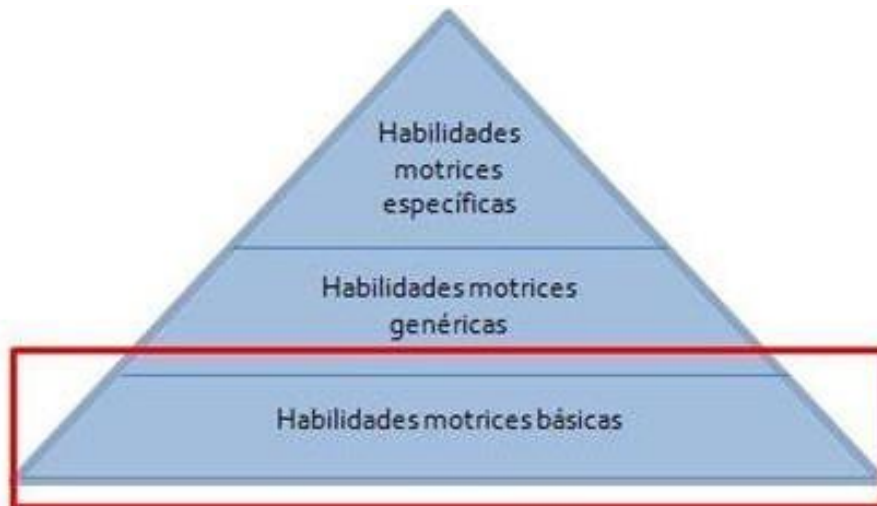 Habilidades
motrices
específicas
Habilidades motrices
genéricas
Habilidades motrices básicas